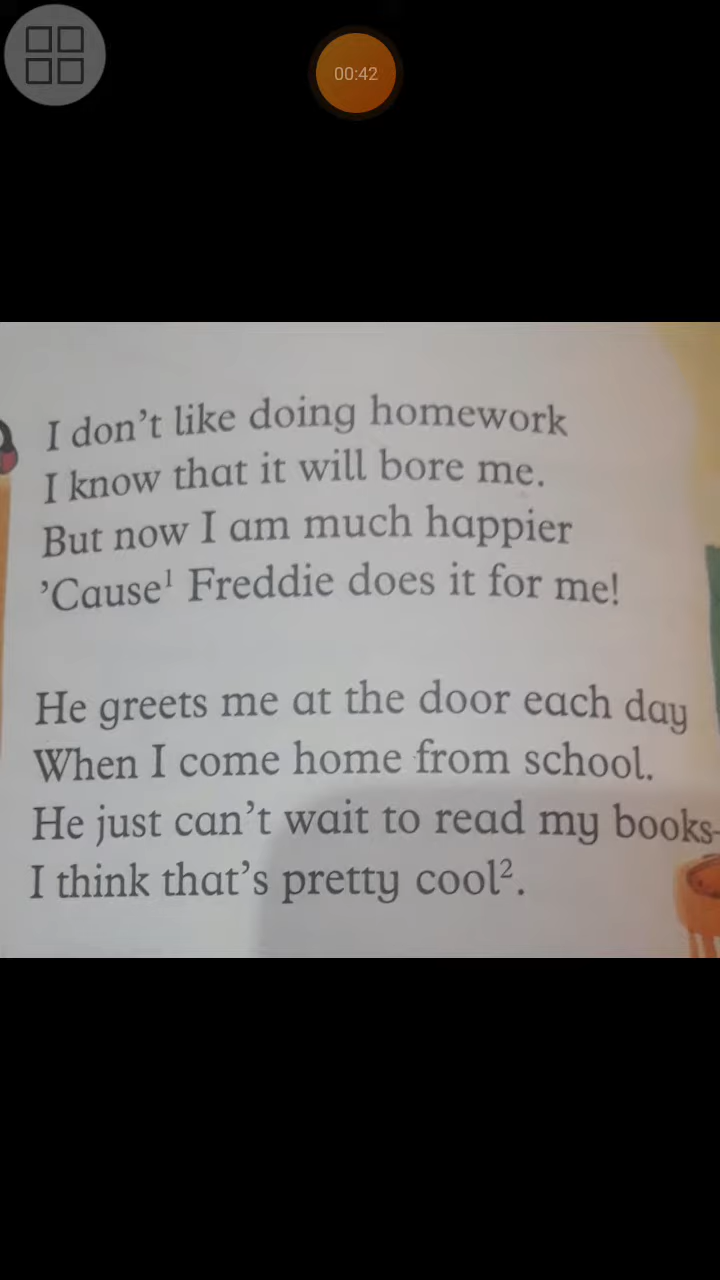 00:42
I don't like doing homework
I know that it will bore me.
But now I am much happier
’Cause¹ Freddie does it for me!
He greets me at the door each day
When I come home from school.
He just can't wait to read my books-
I think that's pretty cool².